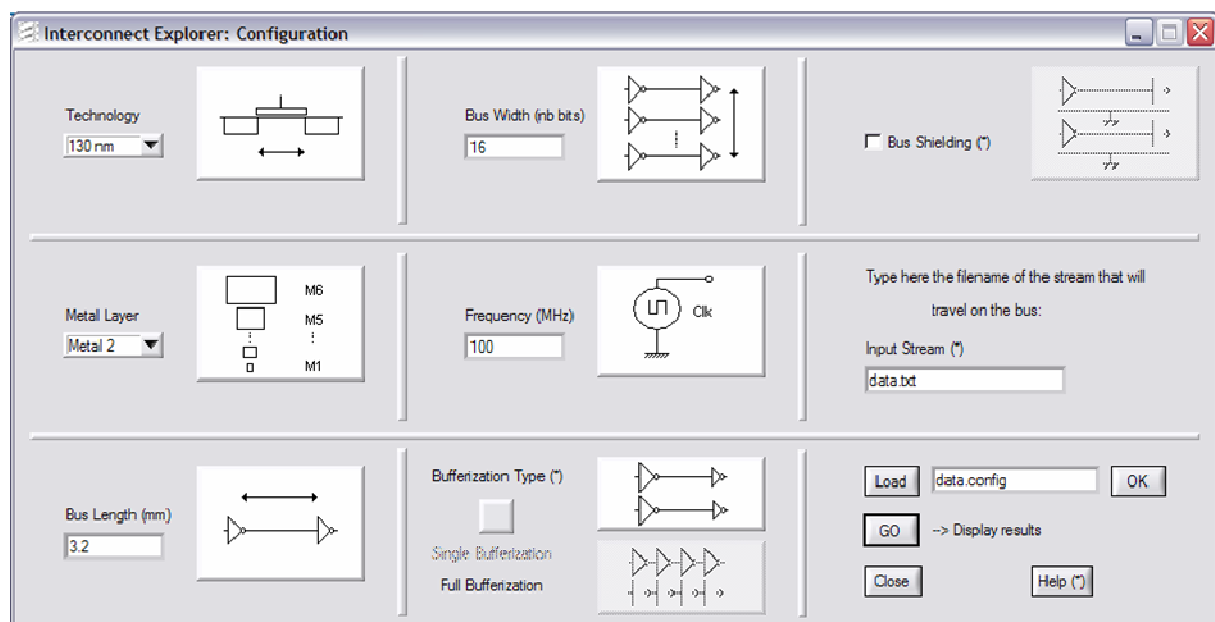 Interconnect Explorer: Configuration
Technology
130 nm
Bus Width (nb bits)
16
Bus Shielding (*)
Metall Layer
Metal 2
M6
M5
M1
Frequency (MHz)
100
Clk
Type here the filename of the stream that will
travel on the bus:
Input Stream (*)
data.txt
Bus Length (mm)
3.2
Bufferization Type (*)
Single Bufferization
Full Bufferization
Load
data.config
OK
GO
--> Display results
Close
Help (*)